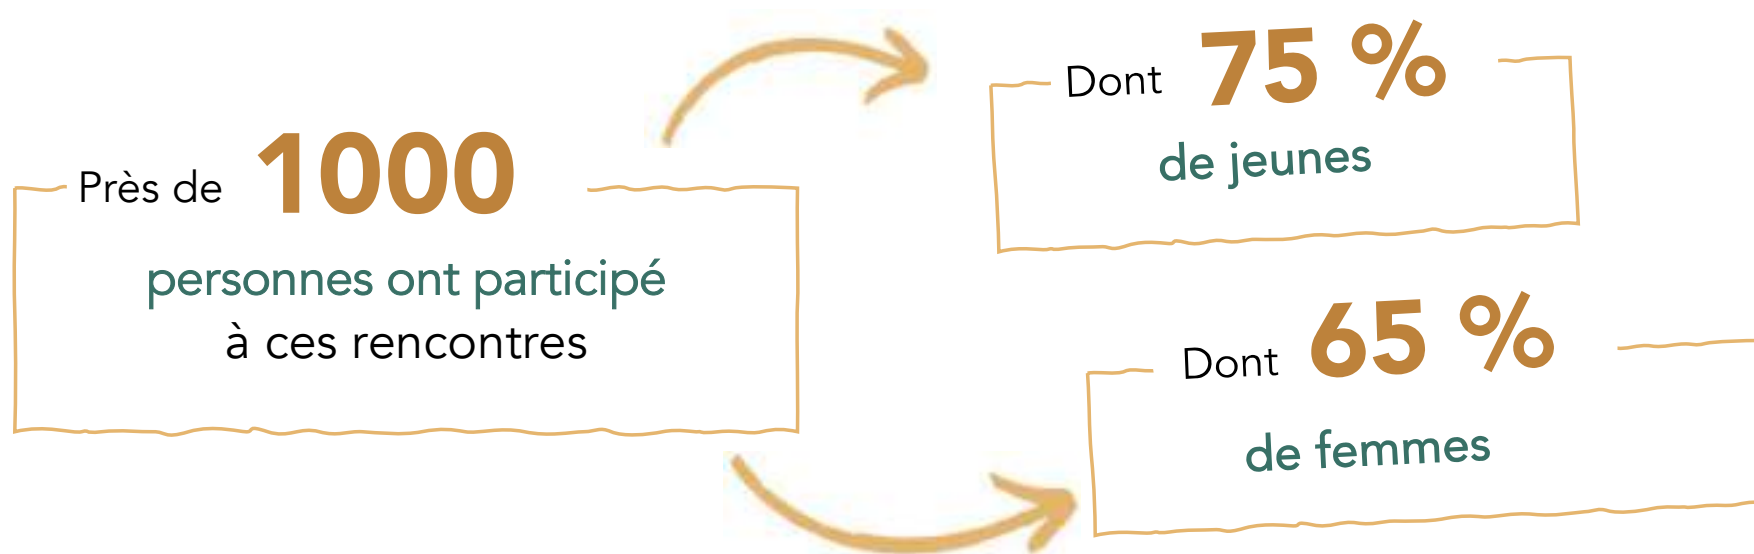 Près de 1000
personnes ont participé
à ces rencontres
Dont 75 %
de jeunes
Dont 65 %
de femmes